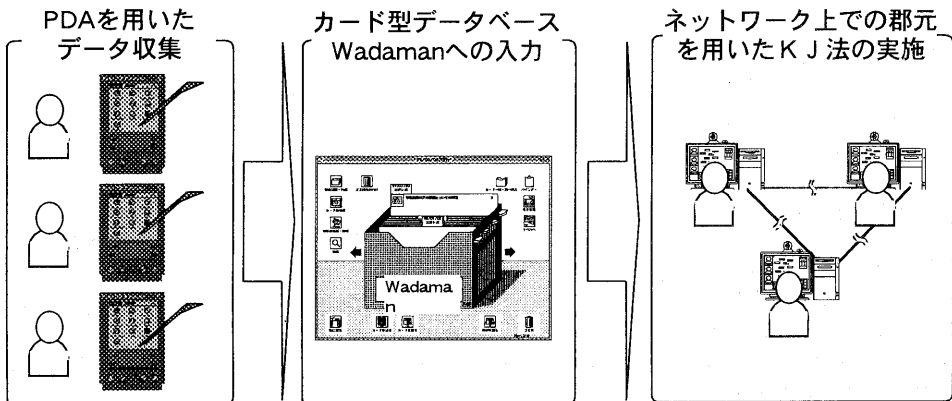 PDAを用いた
データ収集
カード型データベース
Wadamanへの入力
ネットワーク上での郡元
を用いたＫＪ法の実施
Wadama
n